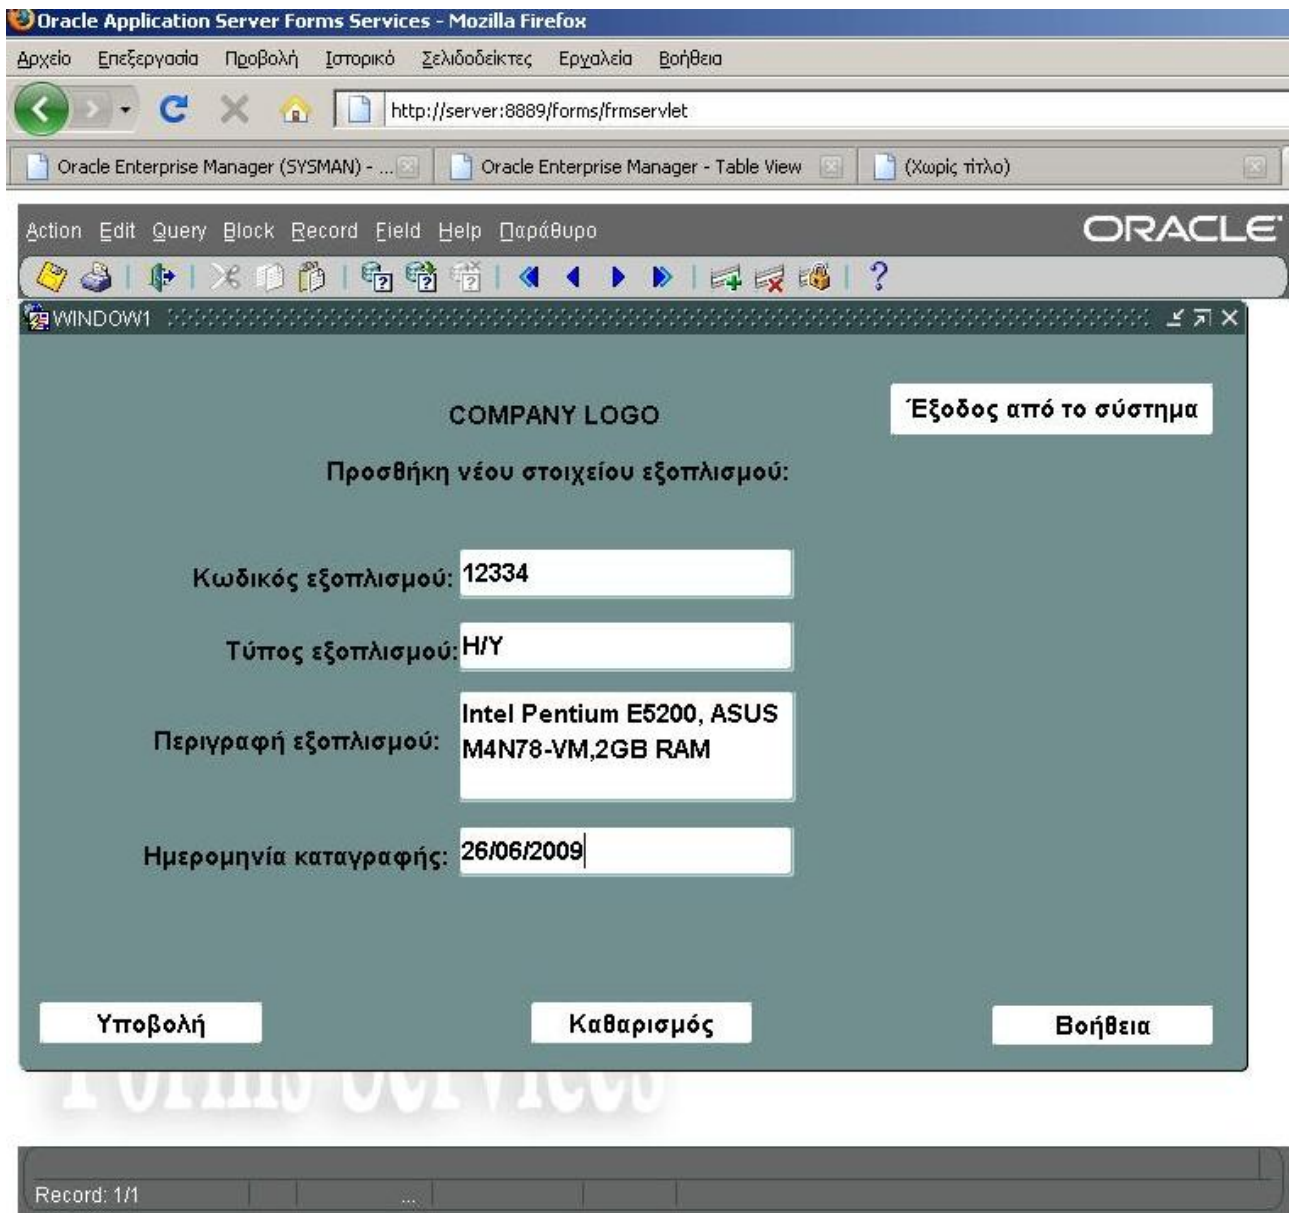 Oracle Application Server Forms Services - Mozilla Firefox
Αρχείο Επεξεργασία Προβολή Ιστορικό Σελιδοδείκτες Εργαλεία Βοήθεια
http://server:8889/forms/frmservlet
Oracle Enterprise Manager (SYSMAN) - ... Oracle Enterprise Manager - Table View (Χωρίς τίτλο)
Action Edit Query Block Record Field Help Παράθυρο ORACLE
WINDOW1
Έξοδος από το σύστημα
COMPANY LOGO
Προσθήκη νέου στοιχείου εξοπλισμού:
Κωδικός εξοπλισμού: 12334
Τύπος εξοπλισμού: Η/Υ
Περιγραφή εξοπλισμού: Intel Pentium E5200, ASUS
M4N78-VM,2GB RAM
Ημερομηνία καταγραφής: 26/06/2009
Υποβολή Καθαρισμός Βοήθεια
Forms Services
Record: 1/1 ...